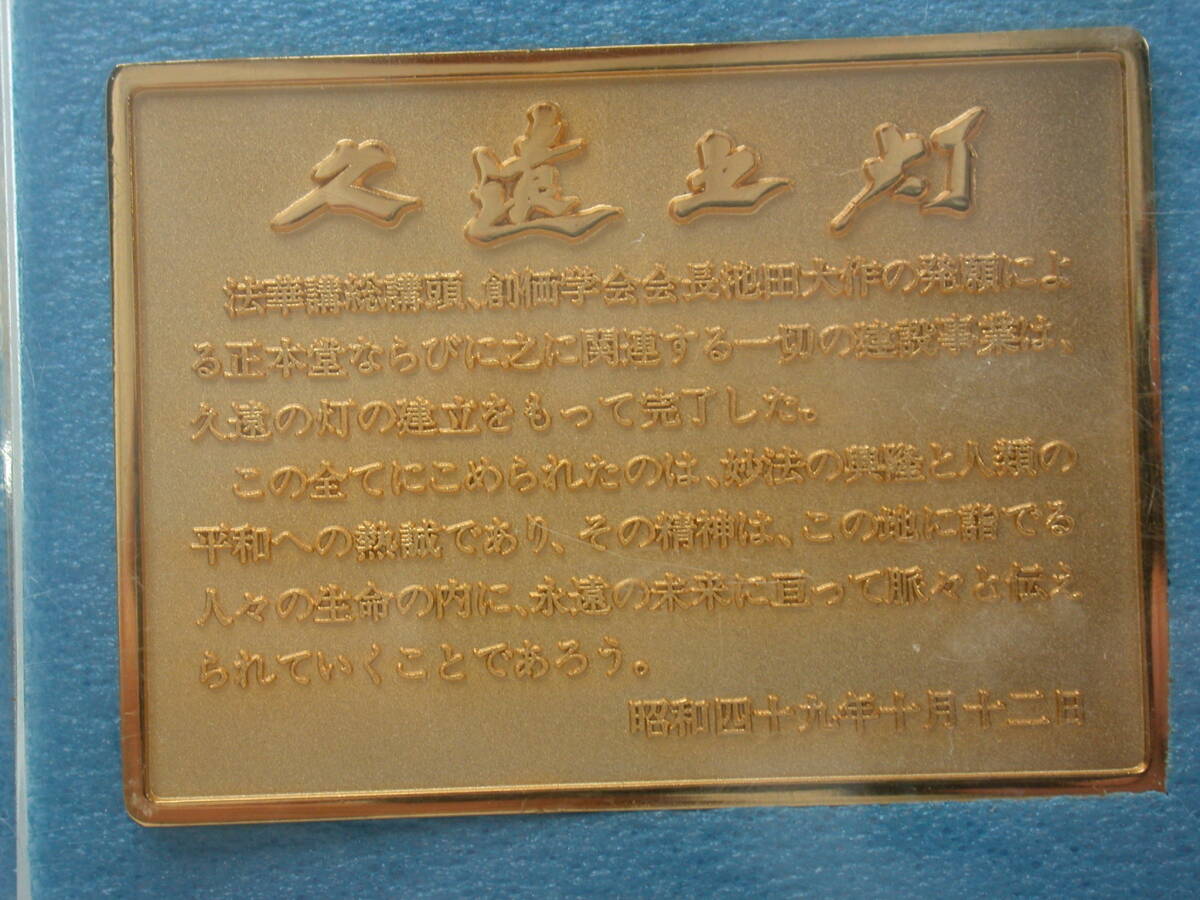 久遠之灯
法華講総講頭、創価学会会長池田大作の発願によ
る正本堂ならびに之に関連する一切の建設事業は、
久遠の灯の建立をもって完了した。
この全てにこめられたのは、妙法の興隆と人類の
平和への熱誠であり、その精神は、この地に詣でる
人々の生命の内に、永遠の未来に亘って脈々と伝え
られていくことであろう。
昭和四十九年十月十二日